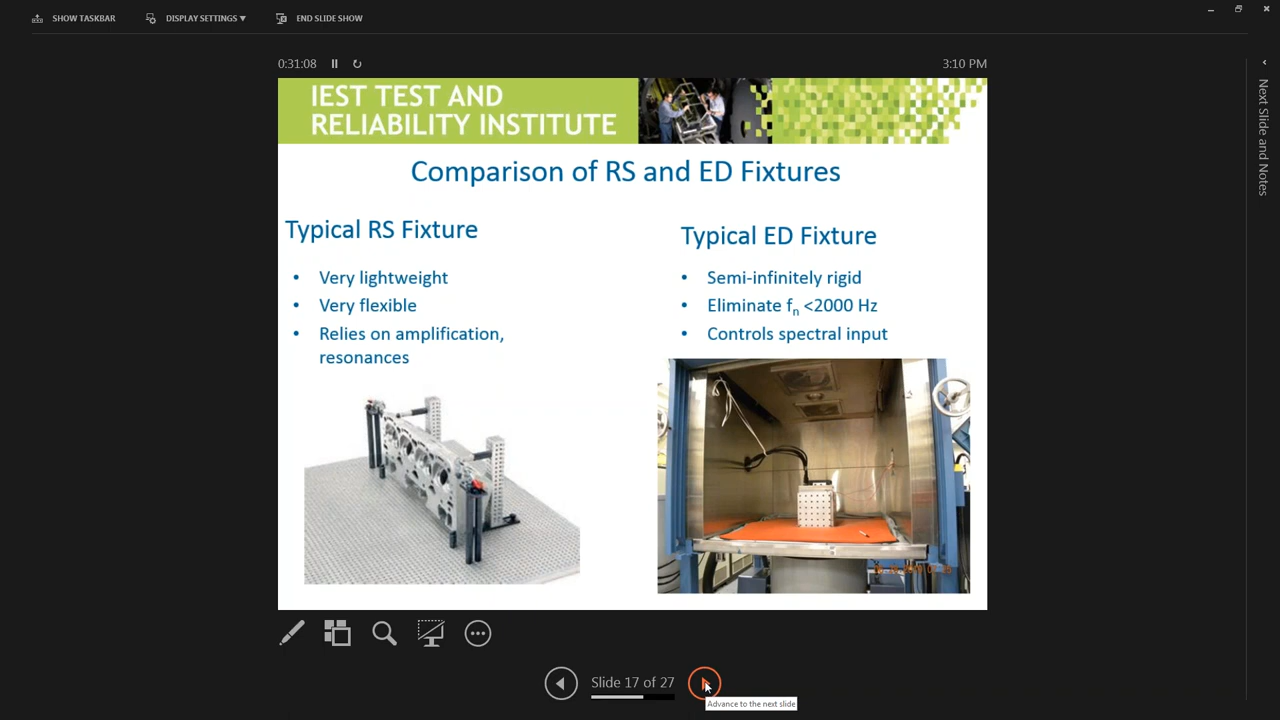 SHOW TASKBAR
DISPLAY SETTINGS ▼
END SLIDE SHOW
0:31:08
3:10 PM
IEST TEST AND
RELIABILITY INSTITUTE
Comparison of RS and ED Fixtures
Typical RS Fixture
• Very lightweight
• Very flexible
• Relies on amplification,
resonances
Typical ED Fixture
• Semi-infinitely rigid
• Eliminate fn <2000 Hz
• Controls spectral input
Slide 17 of 27
Advance to the next slide
Next Slide and Notes